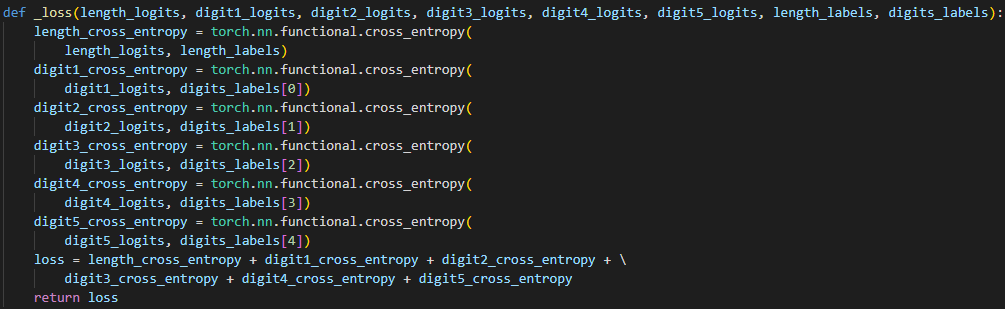 def _loss(length_logits, digit1_logits, digit2_logits, digit3_logits, digit4_logits, digit5_logits, length_labels, digits_labels):
    length_cross_entropy = torch.nn.functional.cross_entropy(
        length_logits, length_labels)
    digit1_cross_entropy = torch.nn.functional.cross_entropy(
        digit1_logits, digits_labels[0])
    digit2_cross_entropy = torch.nn.functional.cross_entropy(
        digit2_logits, digits_labels[1])
    digit3_cross_entropy = torch.nn.functional.cross_entropy(
        digit3_logits, digits_labels[2])
    digit4_cross_entropy = torch.nn.functional.cross_entropy(
        digit4_logits, digits_labels[3])
    digit5_cross_entropy = torch.nn.functional.cross_entropy(
        digit5_logits, digits_labels[4])
    loss = length_cross_entropy + digit1_cross_entropy + digit2_cross_entropy + \
        digit3_cross_entropy + digit4_cross_entropy + digit5_cross_entropy
    return loss